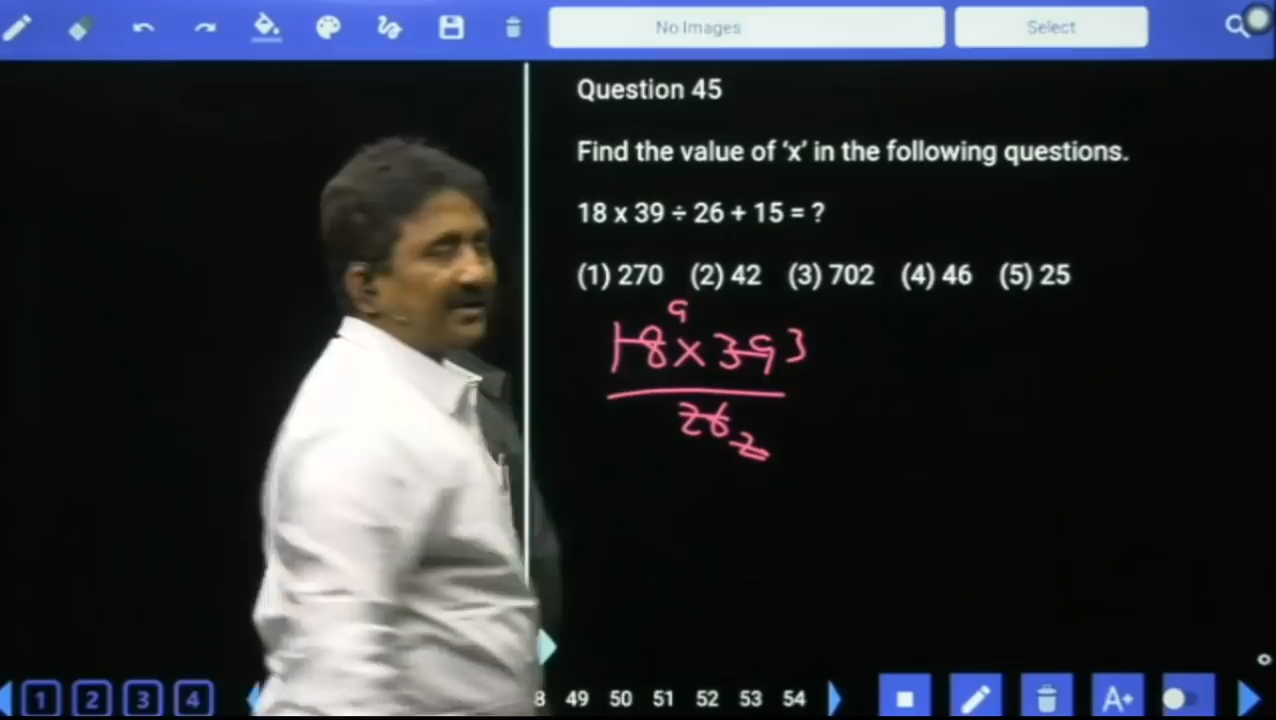 No Images Select
Question 45
Find the value of ‘x’ in the following questions.
18 x 39 ÷ 26 + 15 = ?
(1) 270 (2) 42 (3) 702 (4) 46 (5) 25
9
18 x 39 3
26 2
1 2 3 4 8 49 50 51 52 53 54 A+